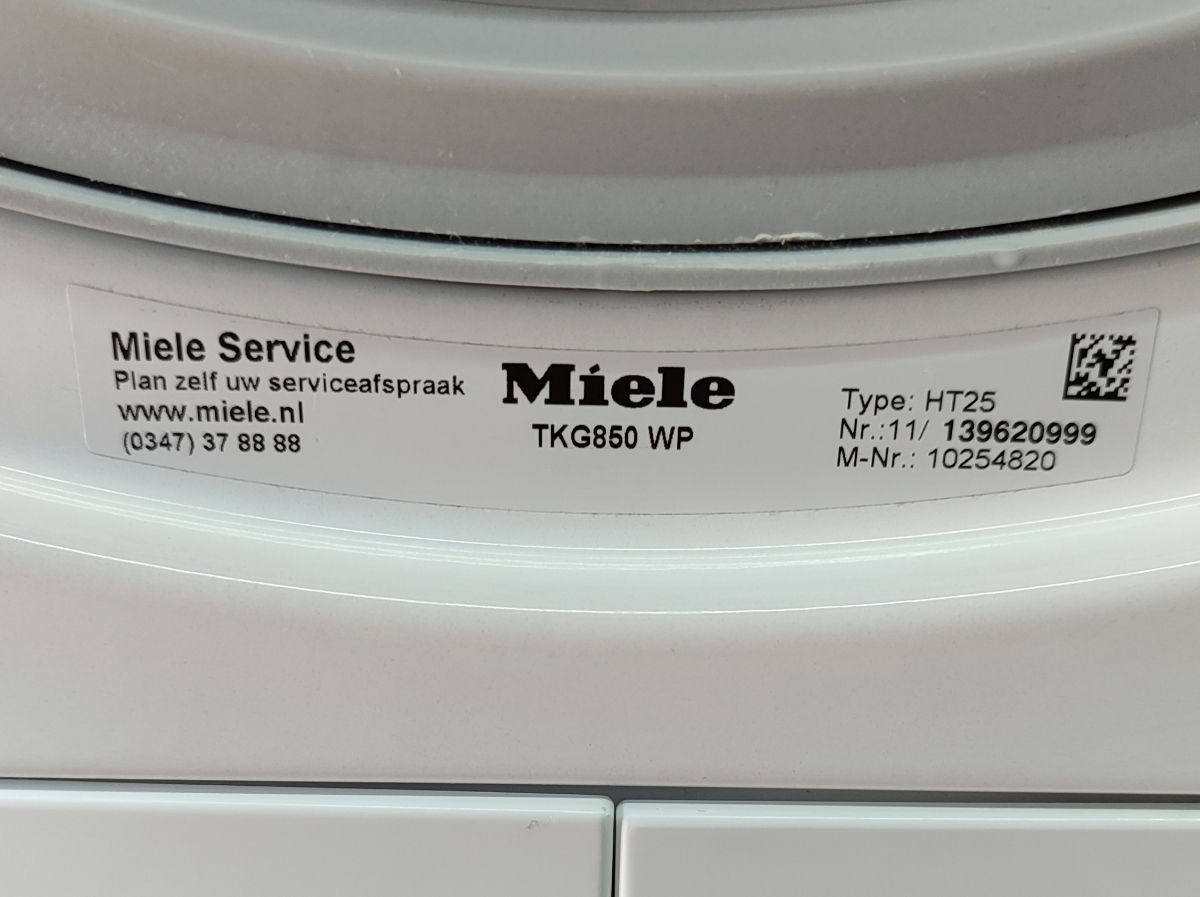 Miele Service
Plan zelf uw serviceafspraak
www.miele.nl
(0347) 37 88 88
Miele
TKG850 WP
Type: HT25
Nr.:11/ 139620999
M-Nr.: 10254820